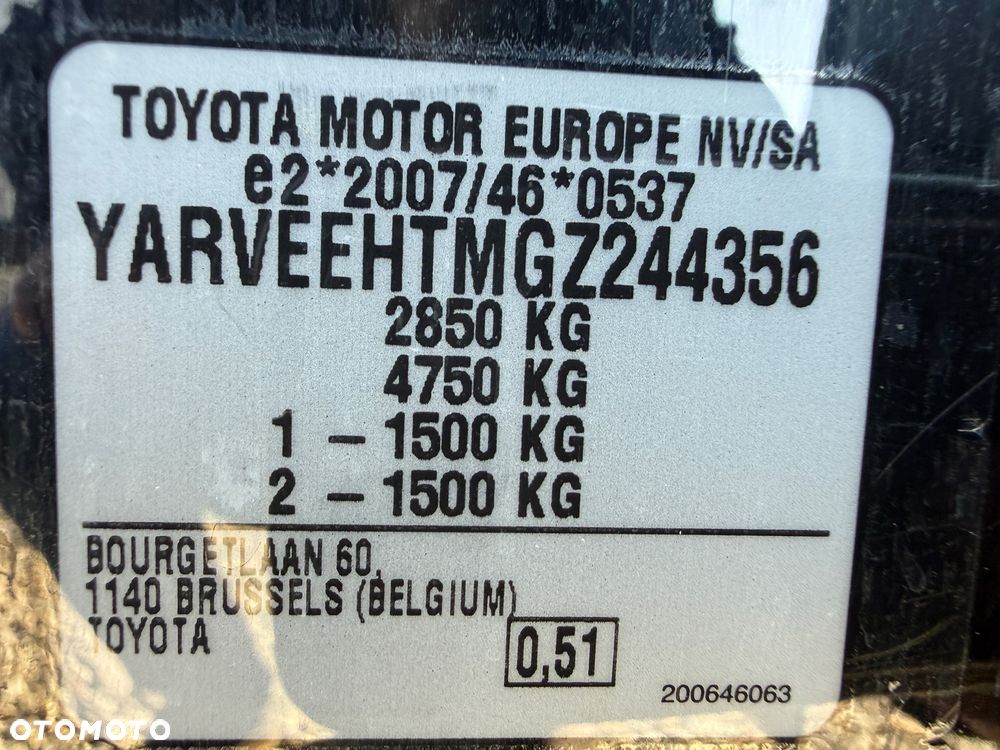 TOYOTA MOTOR EUROPE NV/SA
e2*2007/46*0537
YARVEEHTMGZ244356
2850 KG
4750 KG
1 - 1500 KG
2 - 1500 KG
BOURGETLAAN 60,
1140 BRUSSELS (BELGIUM)
TOYOTA
0,51
200646063
OTOMOTO